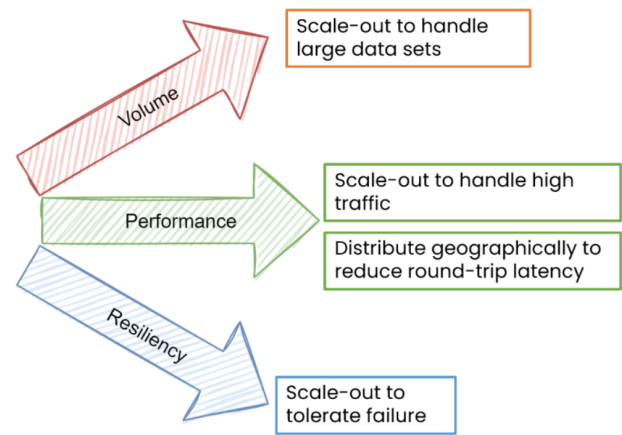 Volume
Scale-out to handle
large data sets
Performance
Scale-out to handle high
traffic
Distribute geographically to
reduce round-trip latency
Resiliency
Scale-out to
tolerate failure